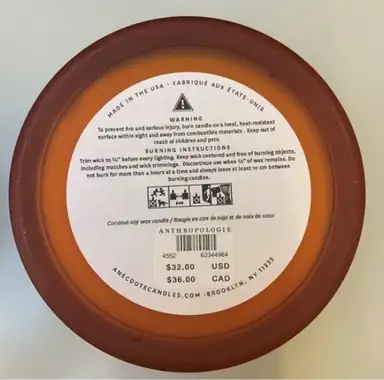 MADE IN THE USA - FABRIQUÉ AUX ÉTATS-UNIS
WARNING
To prevent fire and serious injury, burn candle on a level, heat-resistant
surface within sight and away from combustible materials. Keep out of
reach of children and pets.
BURNING INSTRUCTIONS
Trim wick to ¼" before every lighting. Keep wick centered and free of burning objects,
including matches and wick trimmings. Discontinue use when ¼" of wax remains. Do
not burn for more than 4 hours at a time and always leave at least 10 cm between
burning candles.
Coconut-soy wax candle / Bougie en cire de soja et de noix de coco
ANTHROPOLOGIE
4552 63344964
$32.00 USD
$36.00 CAD
ANECDOTECANDLES.COM - BROOKLYN, NY 11230